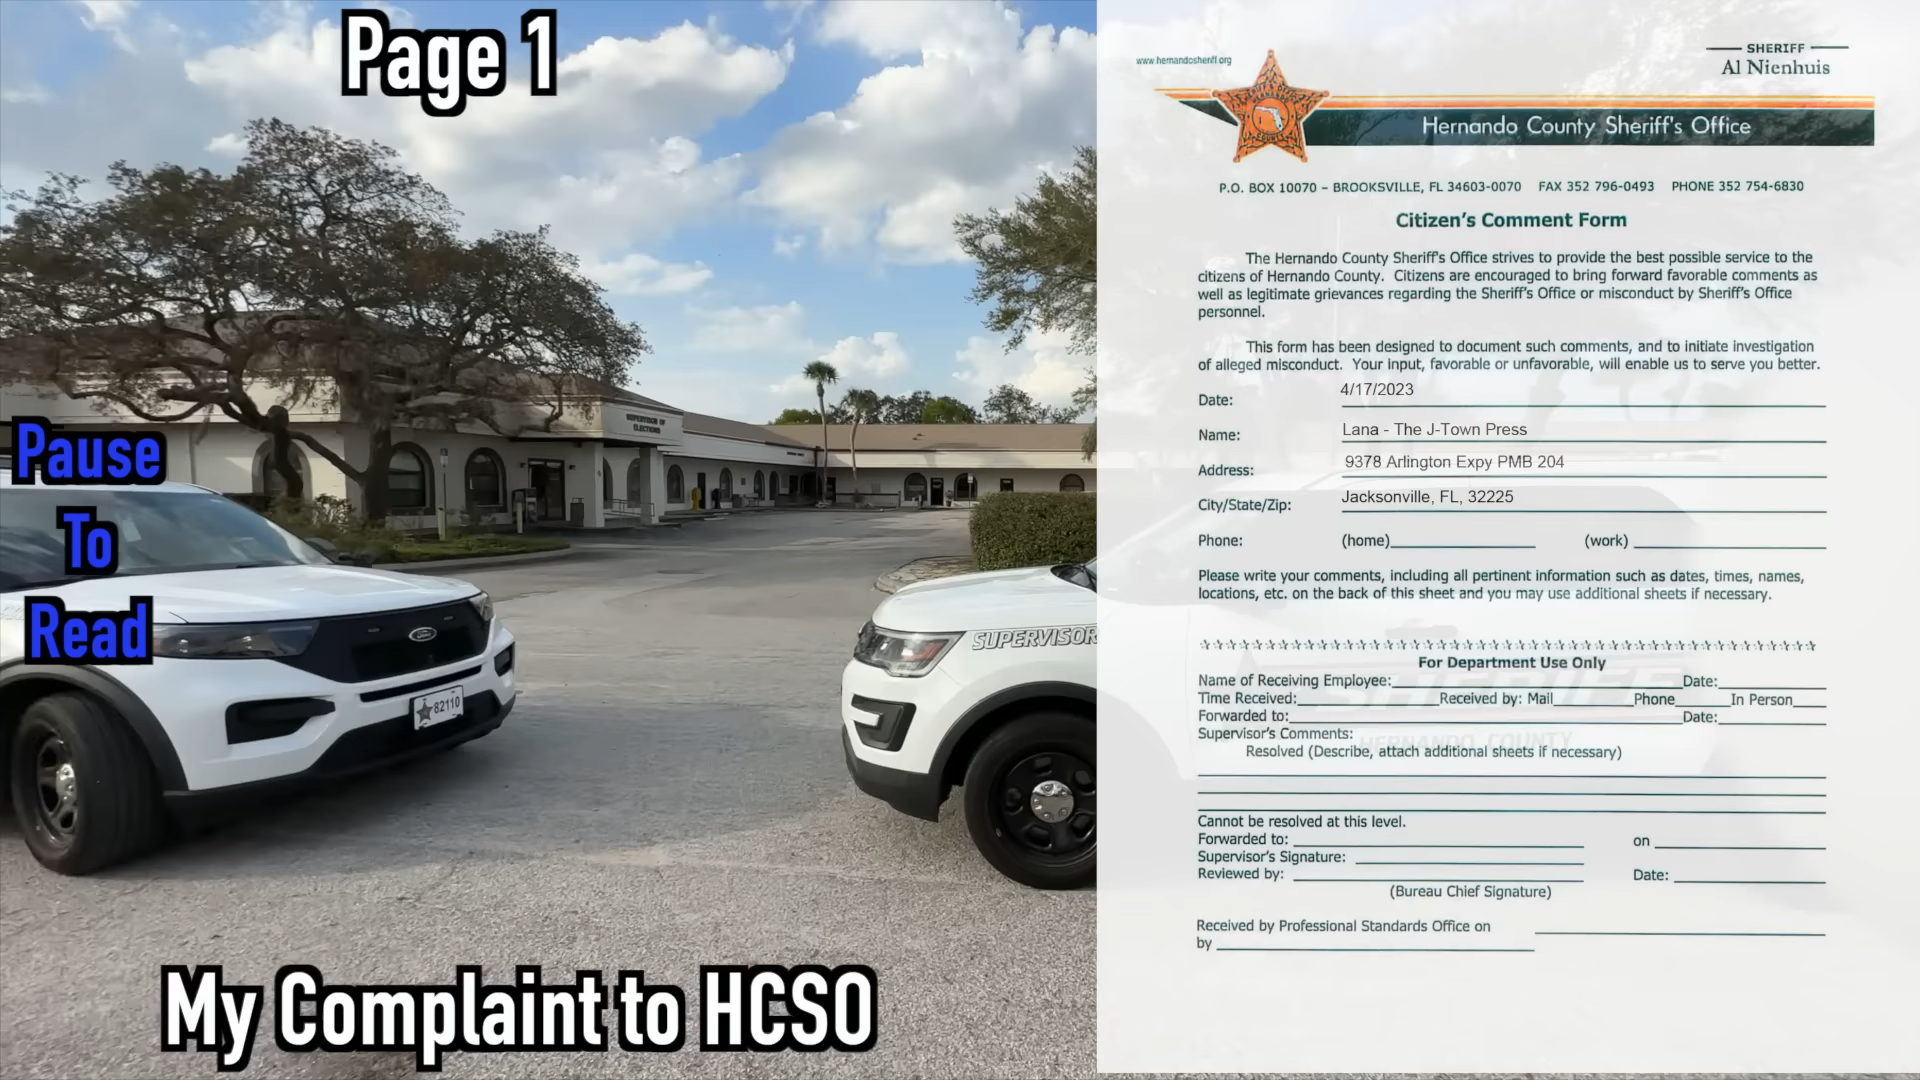 Page 1
Pause
To
Read
SUPERVISOR OF
ELECTIONS
82110
SUPERVISOR
My Complaint to HCSO
www.hernandosheriff.org
SHERIFF
Al Nienhuis
Hernando County Sheriff's Office
P.O. BOX 10070 – BROOKSVILLE, FL 34603-0070 FAX 352 796-0493 PHONE 352 754-6830
Citizen's Comment Form
The Hernando County Sheriff's Office strives to provide the best possible service to the
citizens of Hernando County. Citizens are encouraged to bring forward favorable comments as
well as legitimate grievances regarding the Sheriff's Office or misconduct by Sheriff's Office
personnel.
This form has been designed to document such comments, and to initiate investigation
of alleged misconduct. Your input, favorable or unfavorable, will enable us to serve you better.
Date: 4/17/2023
Name: Lana - The J-Town Press
Address: 9378 Arlington Expy PMB 204
City/State/Zip: Jacksonville, FL, 32225
Phone: (home) (work)
Please write your comments, including all pertinent information such as dates, times, names,
locations, etc. on the back of this sheet and you may use additional sheets if necessary.
For Department Use Only
Name of Receiving Employee: Date:
Time Received: Received by: Mail Phone In Person
Forwarded to: Date:
Supervisor's Comments:
Resolved (Describe, attach additional sheets if necessary)
SHERIFF
HERNANDO COUNTY
Cannot be resolved at this level.
Forwarded to: on
Supervisor's Signature:
Reviewed by: Date:
(Bureau Chief Signature)
Received by Professional Standards Office on
by